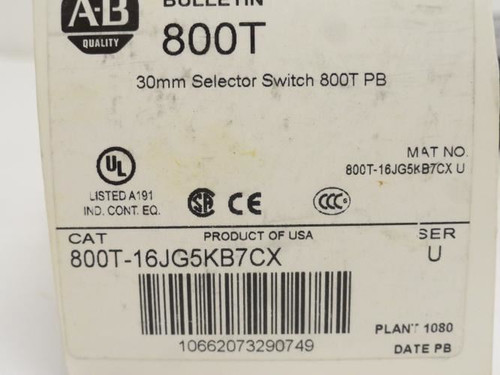 BULLETIN
A-B
QUALITY
800T
30mm Selector Switch 800T PB
MAT NO.
800T-16JG5KB7CX U
UL
LISTED A191
IND. CONT. EQ.
SA CE CCC S
PRODUCT OF USA
CAT SER
800T-16JG5KB7CX U
10662073290749
PLANT 1080
DATE PB